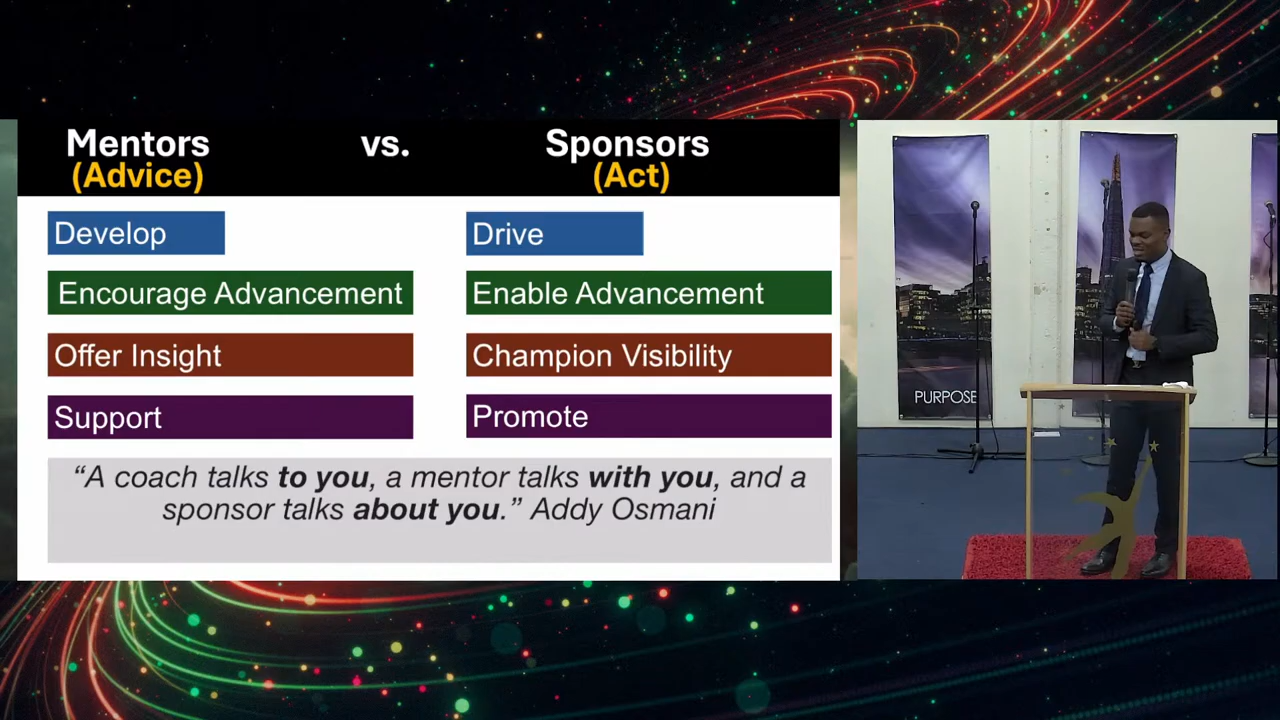 Mentors vs. Sponsors
(Advice) (Act)
Develop Drive
Encourage Advancement Enable Advancement
Offer Insight Champion Visibility
Support Promote
“A coach talks to you, a mentor talks with you, and a
sponsor talks about you.” Addy Osmani
PURPOSE